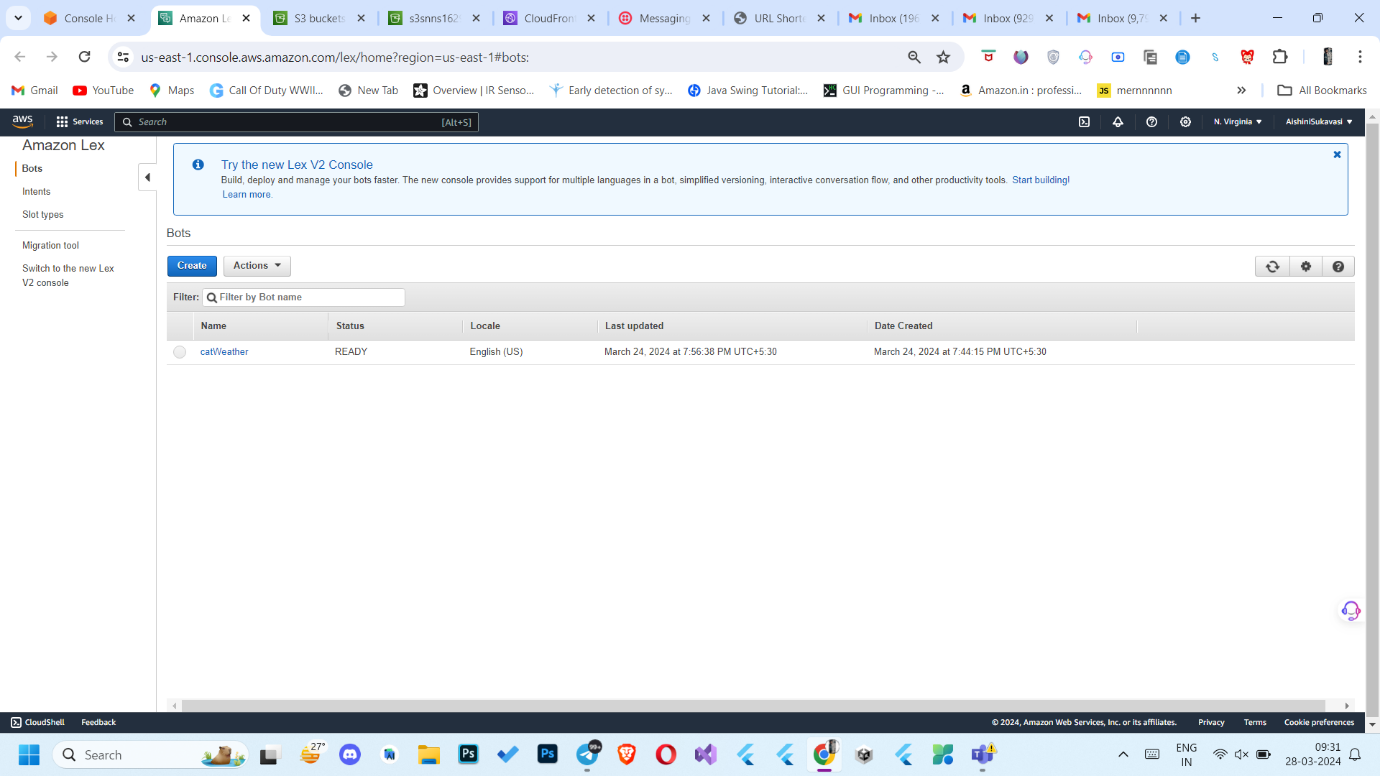 Console H
Amazon Le
S3 buckets
s3snns162
CloudFron
Messaging
URL Short
Inbox (196
Inbox (929
Inbox (9,79
us-east-1.console.aws.amazon.com/lex/home?region=us-east-1#bots:
Gmail
YouTube
Maps
Call Of Duty WWII...
New Tab
Overview | IR Senso...
Early detection of sy...
Java Swing Tutorial:...
GUI Programming -...
Amazon.in : professi...
JS mernnnnnn
»
All Bookmarks
aws
Services
Search [Alt+S]
N. Virginia
AishiniSukavasi
Amazon Lex
Bots
Intents
Slot types
Migration tool
Switch to the new Lex
V2 console
Try the new Lex V2 Console
Build, deploy and manage your bots faster. The new console provides support for multiple languages in a bot, simplified versioning, interactive conversation flow, and other productivity tools. Start building!
Learn more.
Bots
Create
Actions
Filter: Filter by Bot name
Name Status Locale Last updated Date Created
catWeather READY English (US) March 24, 2024 at 7:56:38 PM UTC+5:30 March 24, 2024 at 7:44:15 PM UTC+5:30
CloudShell
Feedback
© 2024, Amazon Web Services, Inc. or its affiliates.
Privacy
Terms
Cookie preferences
Search
27°
Ps
Ps
99+
ENG
IN
09:31
28-03-2024